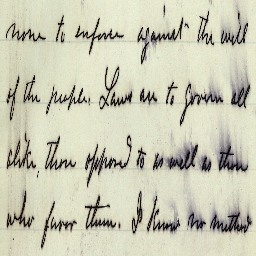 none to enforce against the will
of the people. Laws are to govern all
alike, those opposed to as well as those
who favor them. I know no method